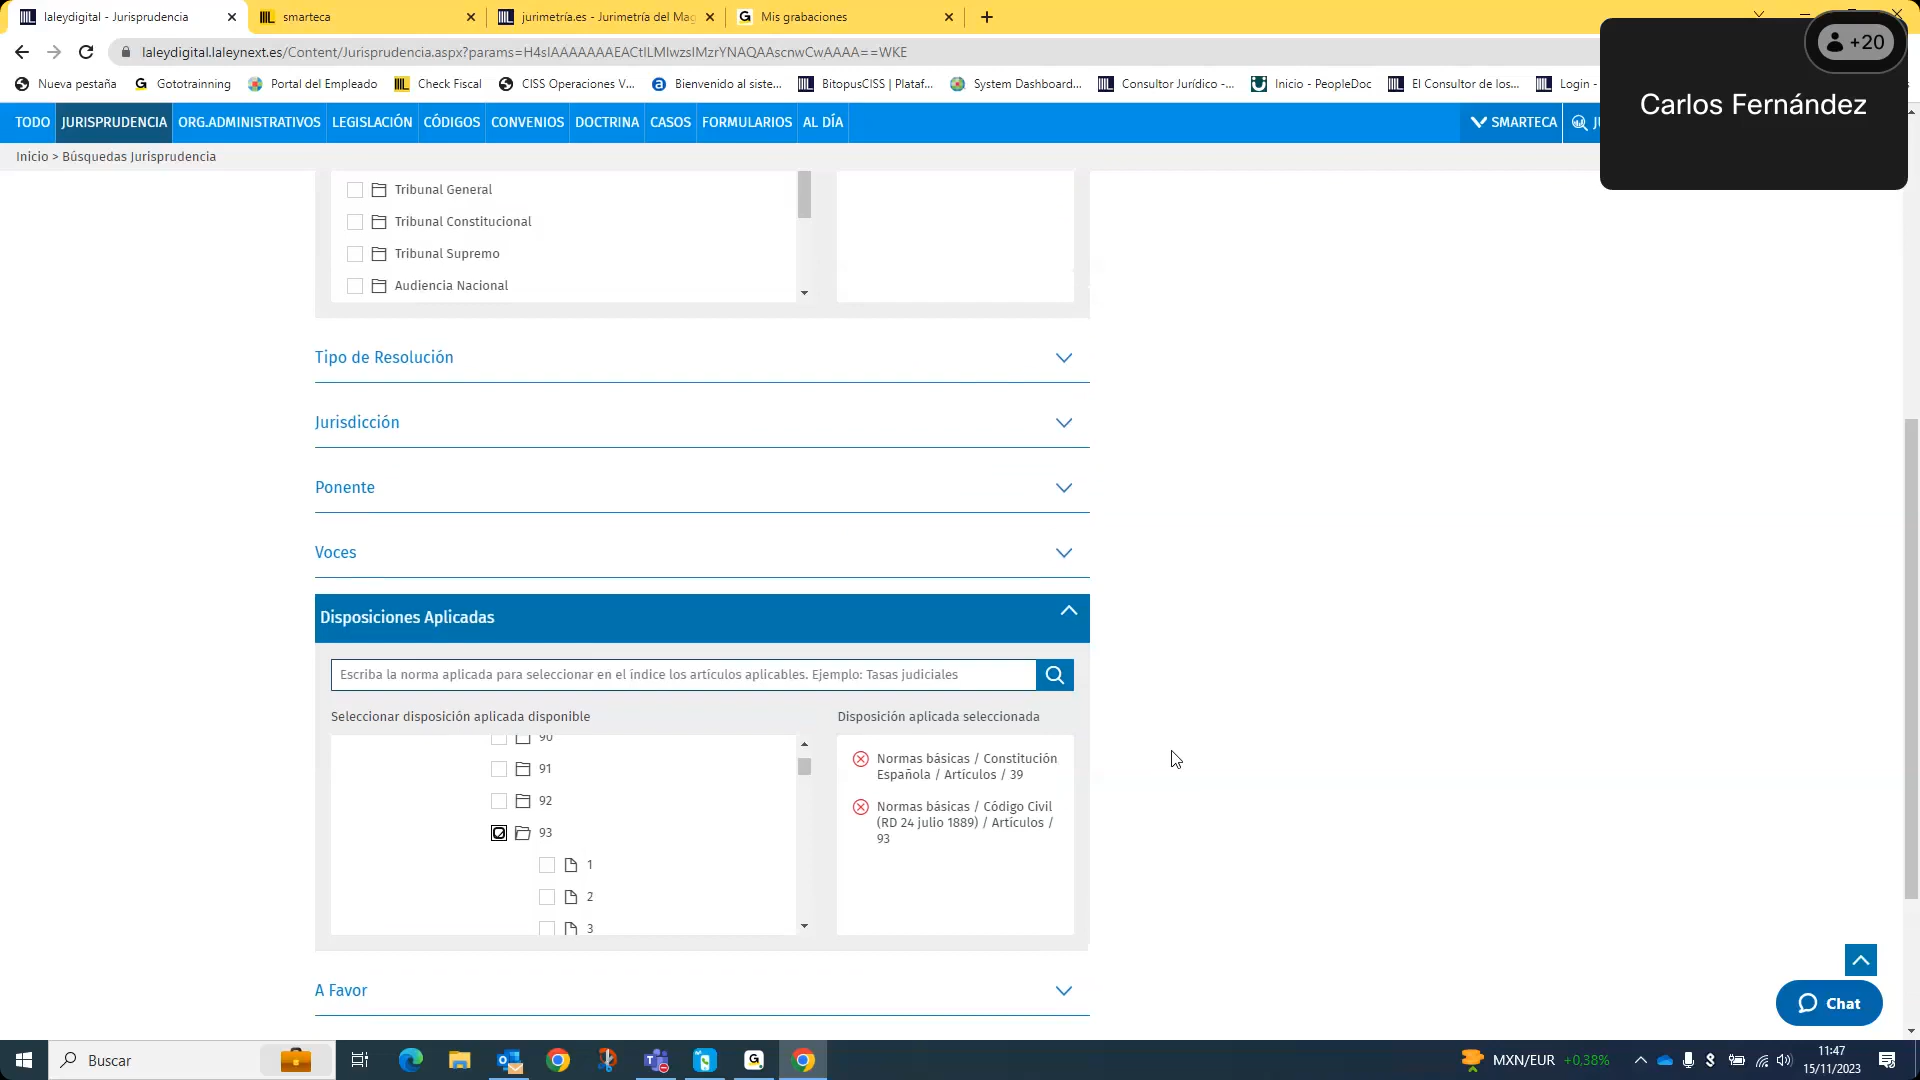 laleydigital - Jurisprudencia
smarteca
jurimetría.es - Jurimetría del Mag
Mis grabaciones
laleydigital.laleynext.es/Content/Jurisprudencia.aspx?params=H4sIAAAAAAAEACtILMIwzsIMzrYNAQAAscnwCwAAAA==WKE
+20
Nueva pestaña
Gototrainning
Portal del Empleado
Check Fiscal
CISS Operaciones V...
Bienvenido al siste...
BitopusCISS | Plataf...
System Dashboard...
Consultor Jurídico -...
Inicio - PeopleDoc
El Consultor de los...
Login -
Carlos Fernández
TODO
JURISPRUDENCIA
ORG.ADMINISTRATIVOS
LEGISLACIÓN
CÓDIGOS
CONVENIOS
DOCTRINA
CASOS
FORMULARIOS
AL DÍA
SMARTECA
Inicio > Búsquedas Jurisprudencia
Tribunal General
Tribunal Constitucional
Tribunal Supremo
Audiencia Nacional
Tipo de Resolución
Jurisdicción
Ponente
Voces
Disposiciones Aplicadas
Escriba la norma aplicada para seleccionar en el índice los artículos aplicables. Ejemplo: Tasas judiciales
Seleccionar disposición aplicada disponible
Disposición aplicada seleccionada
90
91
92
93
1
2
3
Normas básicas / Constitución
Española / Artículos / 39
Normas básicas / Código Civil
(RD 24 julio 1889) / Artículos /
93
A Favor
Chat
Buscar
MXN/EUR +0,38%
11:47
15/11/2023